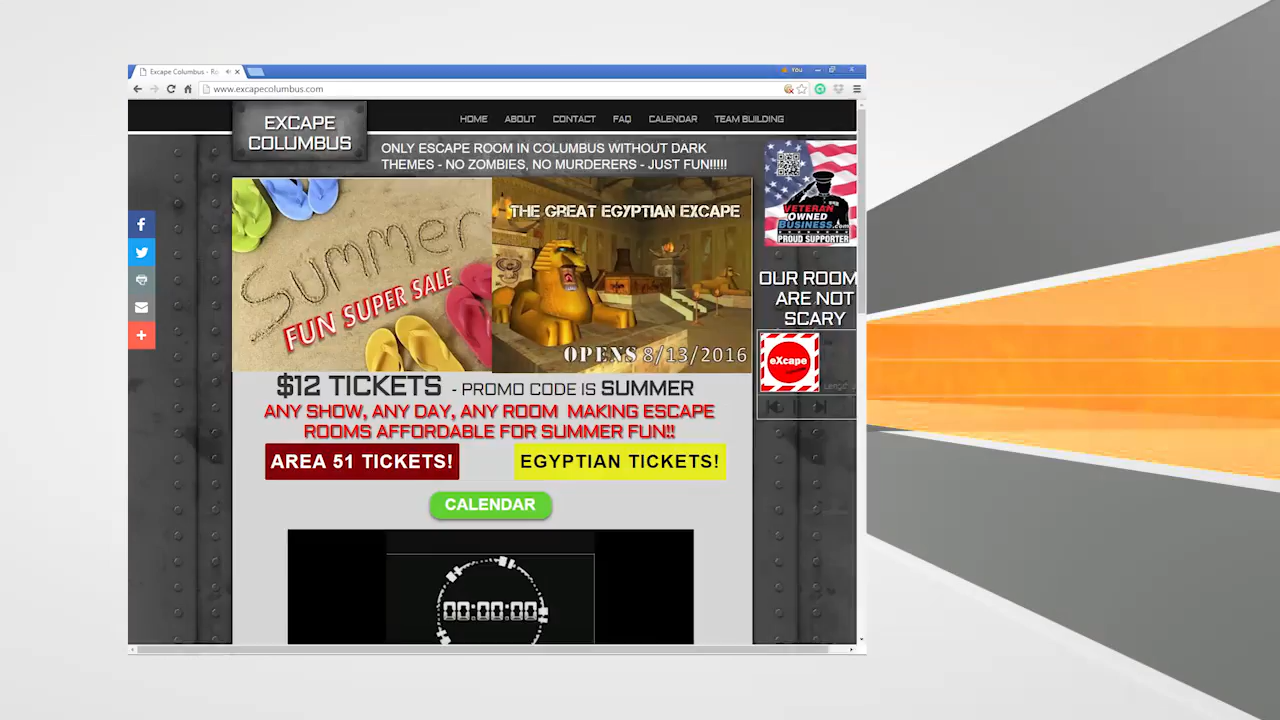 Excape Columbus - Ro
You
www.excapecolumbus.com
EXCAPE
COLUMBUS
HOME
ABOUT
CONTACT
FAQ
CALENDAR
TEAM BUILDING
ONLY ESCAPE ROOM IN COLUMBUS WITHOUT DARK
THEMES - NO ZOMBIES, NO MURDERERS - JUST FUN!!!!
Summer
FUN SUPER SALE
THE GREAT EGYPTIAN EXCAPE
OPENS 8/13/2016
VETERAN
OWNED
BUSINESS.com
PROUD SUPPORTER
OUR ROOM
ARE NOT
SCARY
eXcape
$12 TICKETS - PROMO CODE IS SUMMER
ANY SHOW, ANY DAY, ANY ROOM MAKING ESCAPE
ROOMS AFFORDABLE FOR SUMMER FUN!!
AREA 51 TICKETS!
EGYPTIAN TICKETS!
CALENDAR
00:00:00